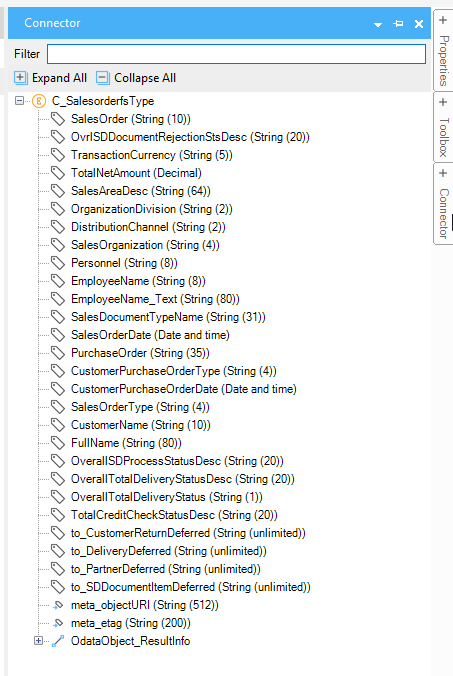 Connector
Filter
Expand All Collapse All
C_SalesorderfsType
SalesOrder (String (10))
OvrlSDDocumentRejectionStsDesc (String (20))
TransactionCurrency (String (5))
TotalNetAmount (Decimal)
SalesAreaDesc (String (64))
OrganizationDivision (String (2))
DistributionChannel (String (2))
SalesOrganization (String (4))
Personnel (String (8))
EmployeeName (String (8))
EmployeeName_Text (String (80))
SalesDocumentTypeName (String (31))
SalesOrderDate (Date and time)
PurchaseOrder (String (35))
CustomerPurchaseOrderType (String (4))
CustomerPurchaseOrderDate (Date and time)
SalesOrderType (String (4))
CustomerName (String (10))
FullName (String (80))
OverallSDProcessStatusDesc (String (20))
OverallTotalDeliveryStatusDesc (String (20))
OverallTotalDeliveryStatus (String (1))
TotalCreditCheckStatusDesc (String (20))
to_CustomerReturnDeferred (String (unlimited))
to_DeliveryDeferred (String (unlimited))
to_PartnerDeferred (String (unlimited))
to_SDDocumentItemDeferred (String (unlimited))
meta_objectURI (String (512))
meta_etag (String (200))
OdataObject_ResultInfo
Properties
Toolbox
Connector